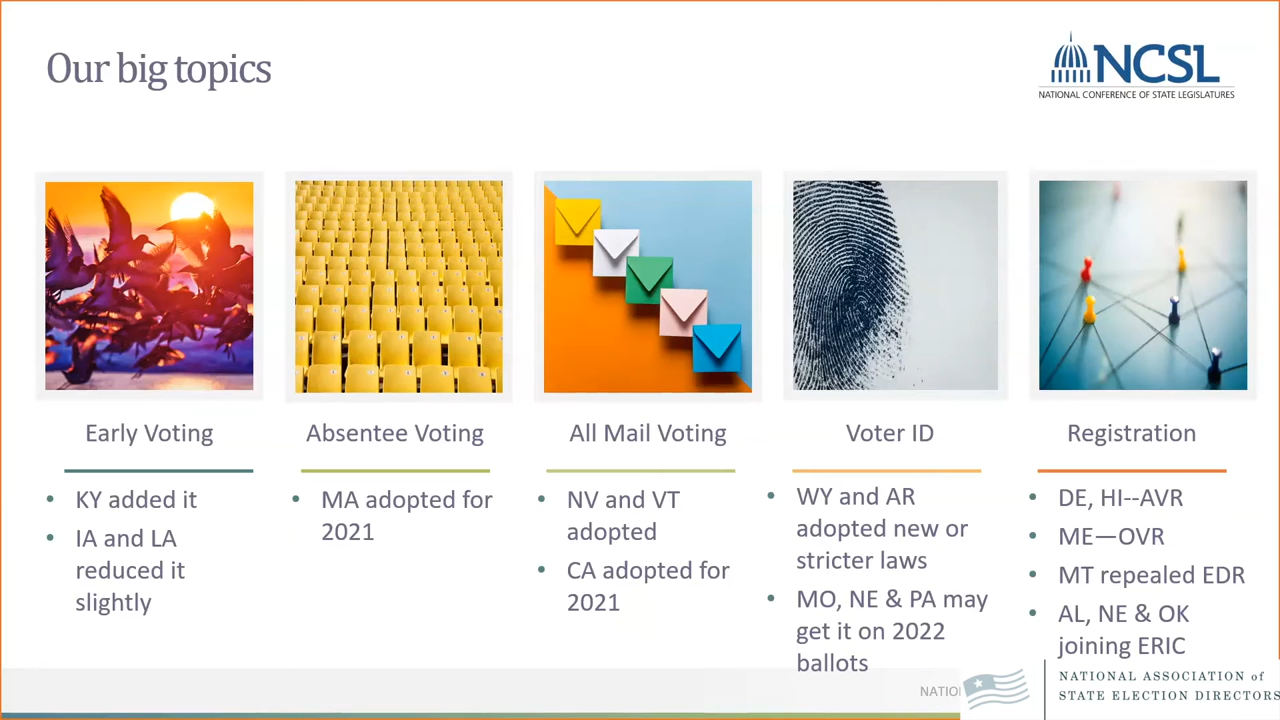 Our big topics
NCSL
NATIONAL CONFERENCE OF STATE LEGISLATURES
Early Voting
• KY added it
• IA and LA
reduced it
slightly
Absentee Voting
• MA adopted for
2021
All Mail Voting
• NV and VT
adopted
• CA adopted for
2021
Voter ID
• WY and AR
adopted new or
stricter laws
• MO, NE & PA may
get it on 2022
ballots
Registration
• DE, HI--AVR
• ME—OVR
• MT repealed EDR
• AL, NE & OK
joining ERIC
NATIONAL ASSOCIATION of
STATE ELECTION DIRECTORS